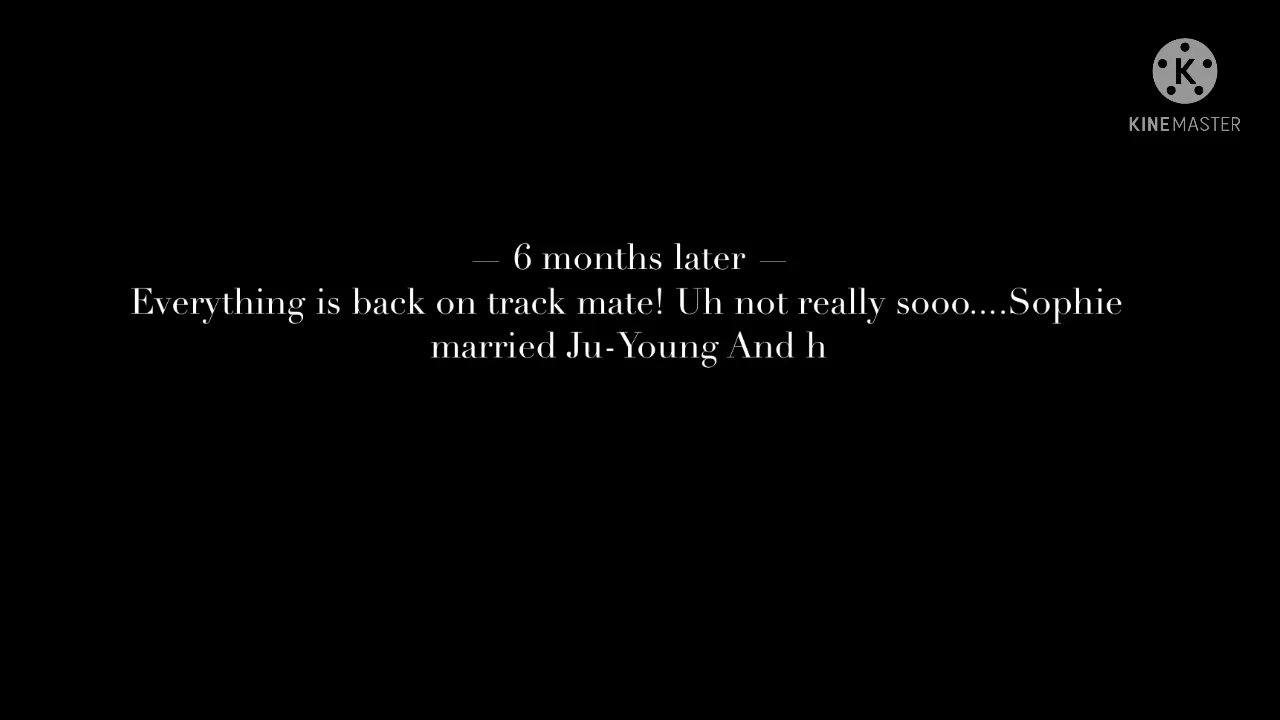 K
KINEMASTER
— 6 months later —
Everything is back on track mate! Uh not really sooo....Sophie
married Ju-Young And h